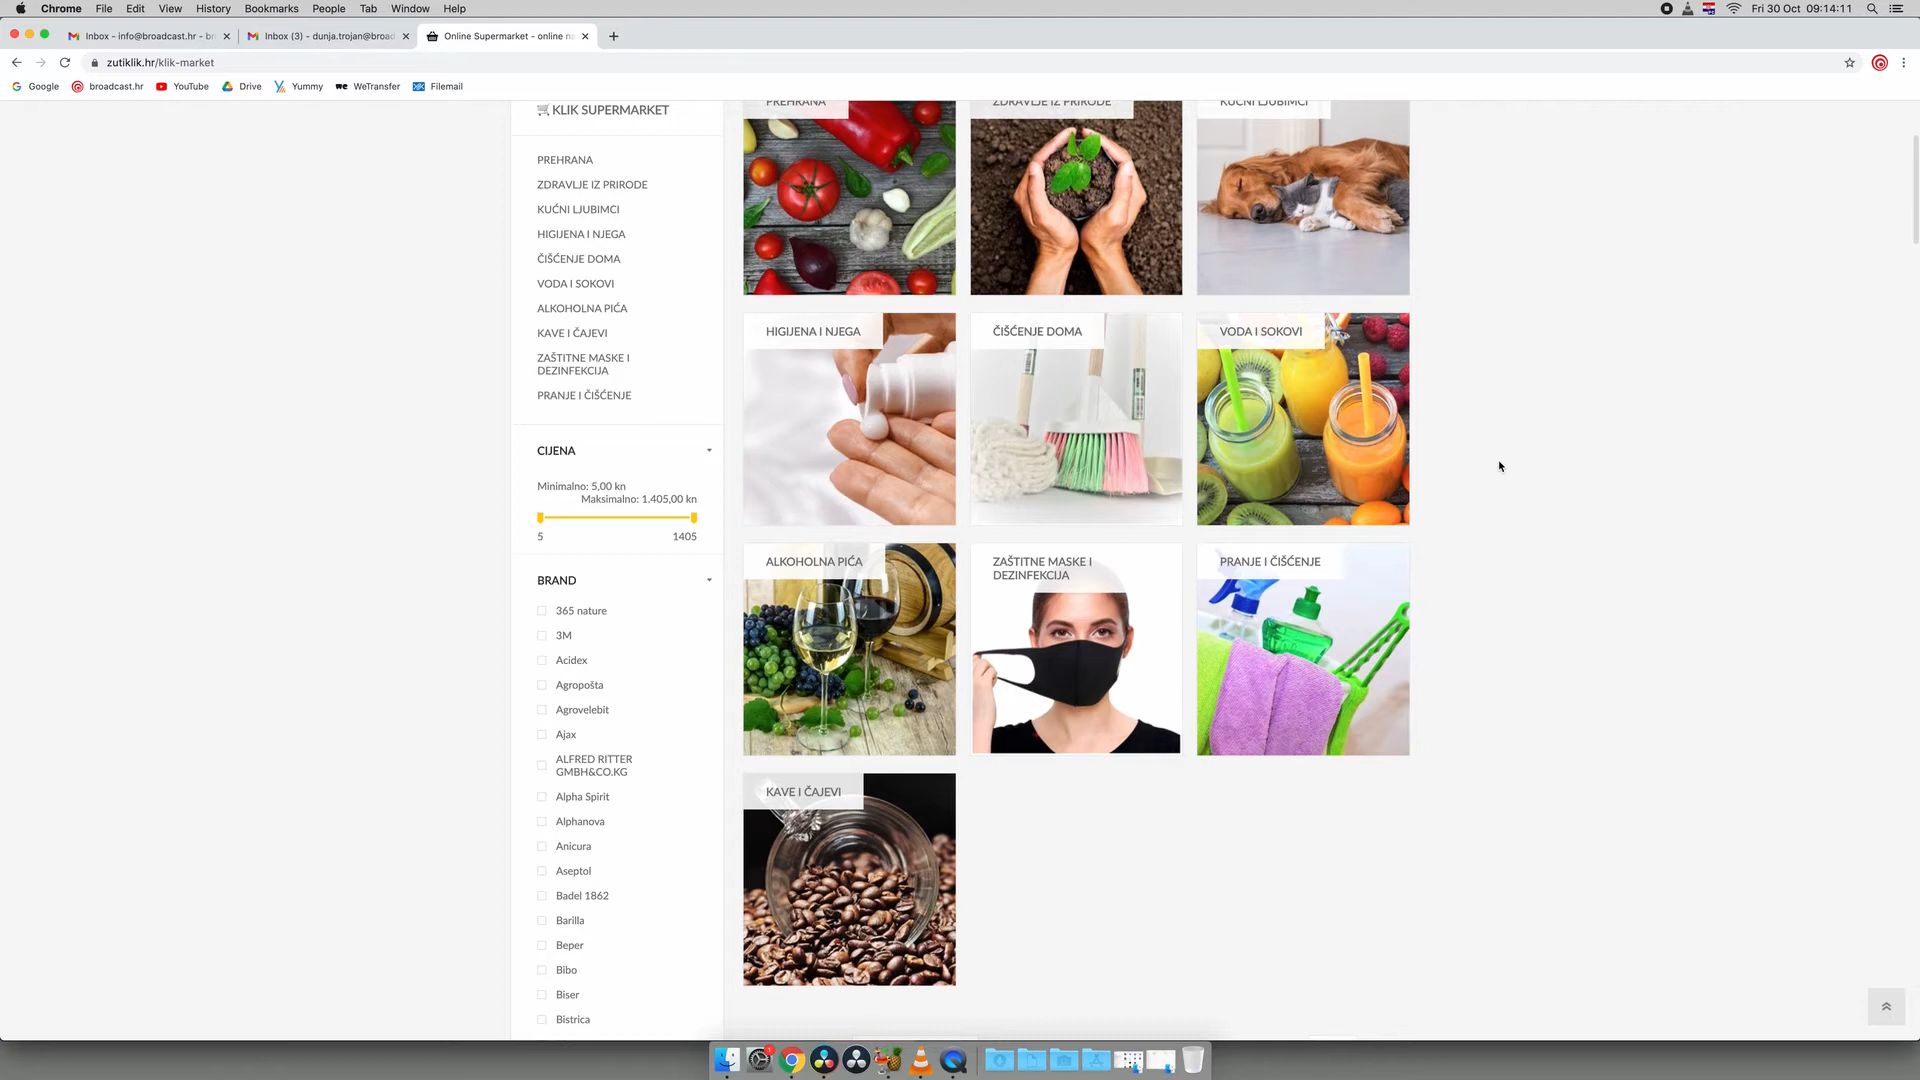 Chrome File Edit View History Bookmarks People Tab Window Help
Fri 30 Oct 09:14:11
Inbox - info@broadcast.hr - br
Inbox (3) - dunja.trojan@broad
Online Supermarket - online na
zutiklik.hr/klik-market
Google broadcast.hr YouTube Drive Yummy WeTransfer Filemail
KLIK SUPERMARKET
PREHRANA
ZDRAVLJE IZ PRIRODE
KUĆNI LJUBIMCI
HIGIJENA I NJEGA
ČIŠĆENJE DOMA
VODA I SOKOVI
ALKOHOLNA PIĆA
KAVE I ČAJEVI
ZAŠTITNE MASKE I
DEZINFEKCIJA
PRANJE I ČIŠĆENJE
CIJENA
Minimalno: 5,00 kn
Maksimalno: 1.405,00 kn
5 1405
BRAND
365 nature
3M
Acidex
Agropošta
Agrovelebit
Ajax
ALFRED RITTER
GMBH&CO.KG
Alpha Spirit
Alphanova
Anicura
Aseptol
Badel 1862
Barilla
Beper
Bibo
Biser
Bistrica
PREHRANA
ZDRAVLJE IZ PRIRODE
KUĆNI LJUBIMCI
HIGIJENA I NJEGA
ČIŠĆENJE DOMA
VODA I SOKOVI
ALKOHOLNA PIĆA
ZAŠTITNE MASKE I
DEZINFEKCIJA
PRANJE I ČIŠĆENJE
KAVE I ČAJEVI